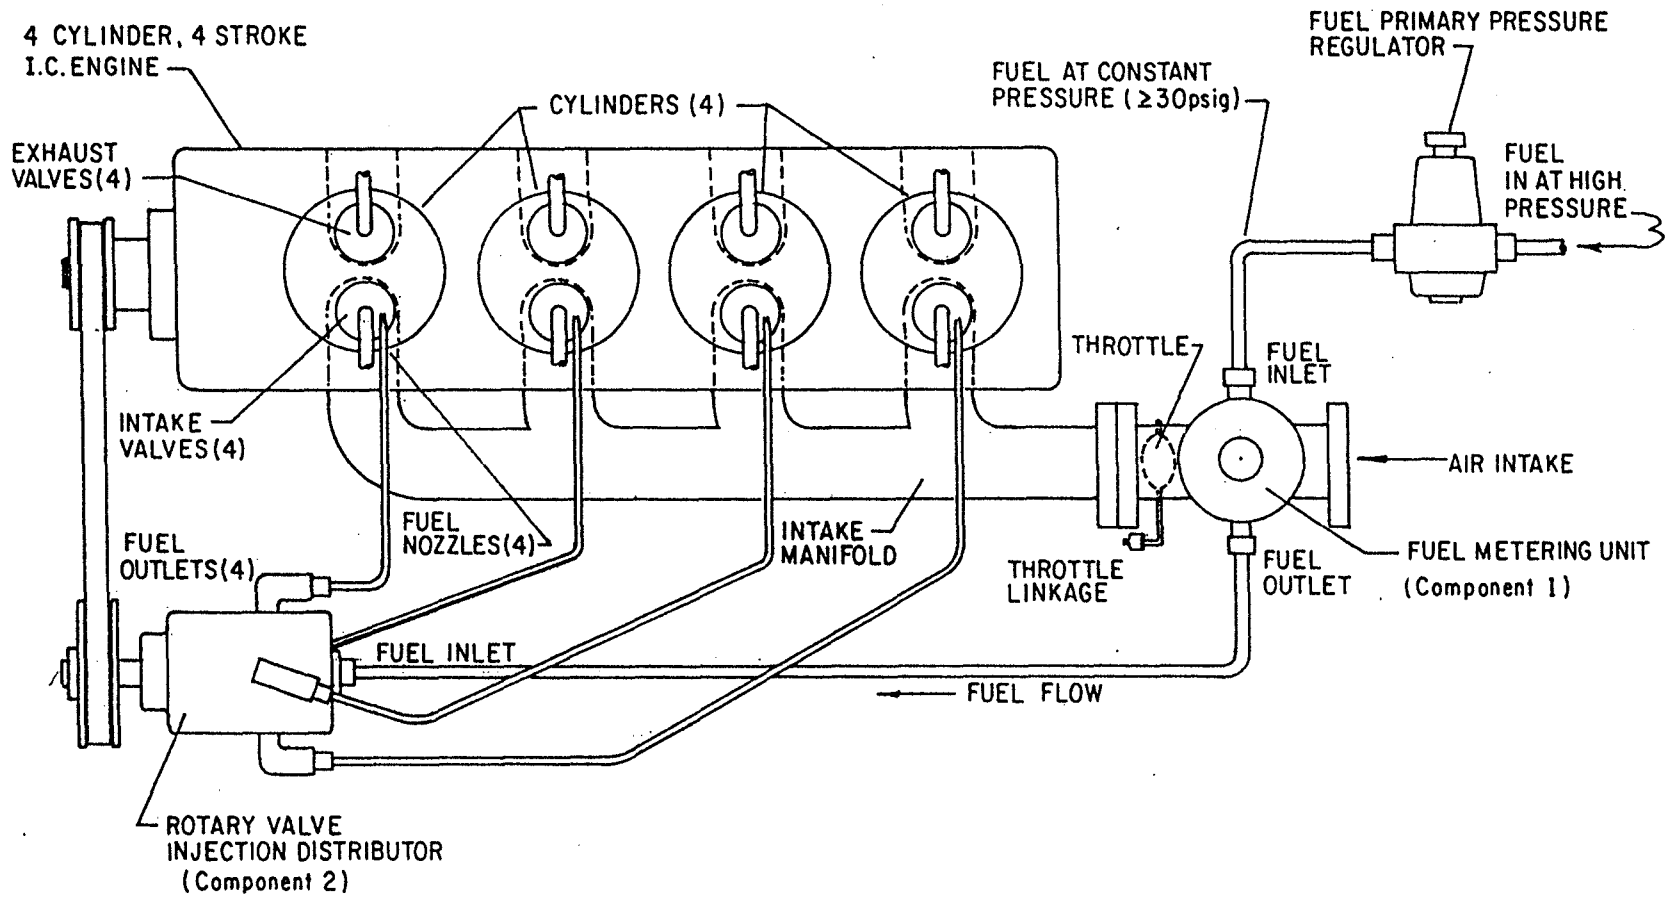 4 CYLINDER, 4 STROKE
I.C. ENGINE
FUEL PRIMARY PRESSURE
REGULATOR
FUEL AT CONSTANT
PRESSURE (≥30psig)
CYLINDERS (4)
EXHAUST
VALVES (4)
FUEL
IN AT HIGH
PRESSURE
THROTTLE
FUEL
INLET
INTAKE
VALVES (4)
AIR INTAKE
FUEL
NOZZLES (4)
INTAKE
MANIFOLD
FUEL
OUTLETS (4)
THROTTLE
LINKAGE
FUEL
OUTLET
FUEL METERING UNIT
(Component 1)
FUEL INLET
FUEL FLOW
ROTARY VALVE
INJECTION DISTRIBUTOR
(Component 2)